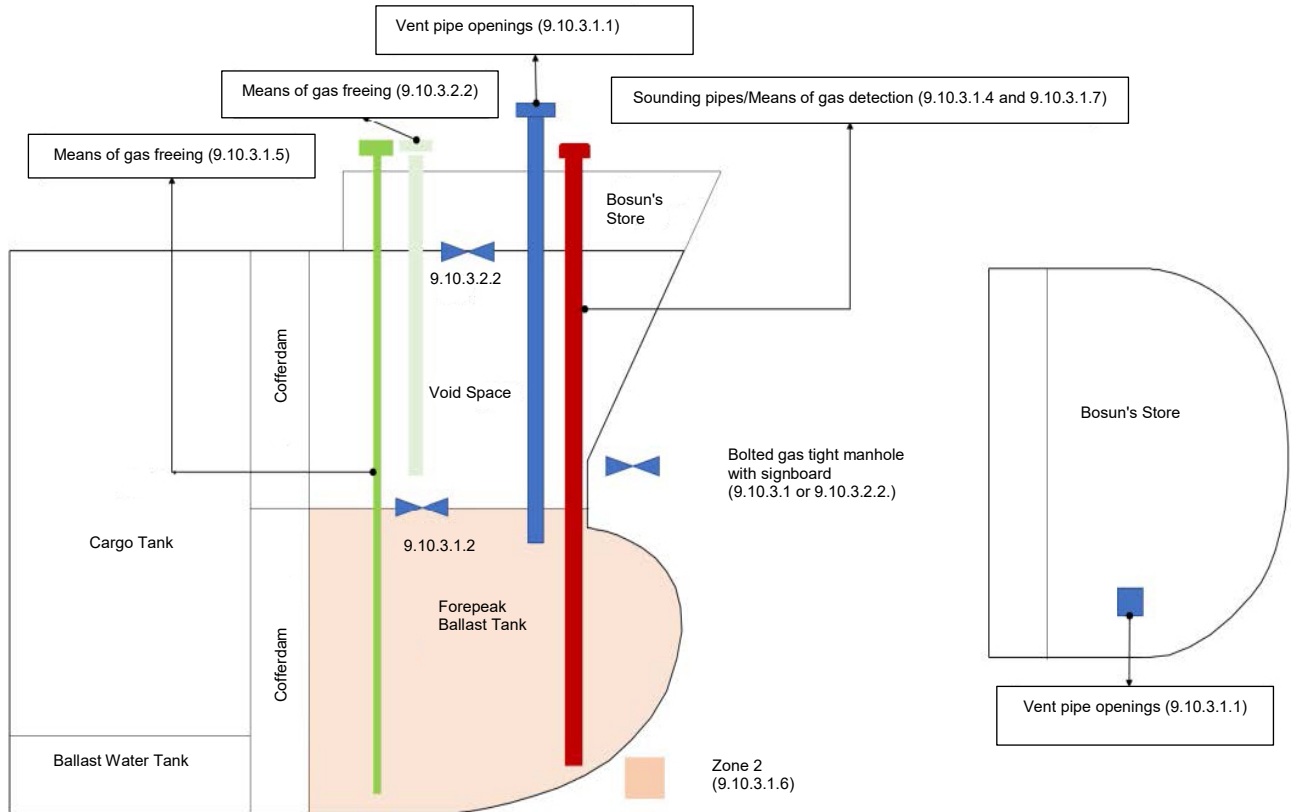 Vent pipe openings (9.10.3.1.1)
Means of gas freeing (9.10.3.2.2)
Sounding pipes/Means of gas detection (9.10.3.1.4 and 9.10.3.1.7)
Means of gas freeing (9.10.3.1.5)
Bosun's
Store
9.10.3.2.2
Cofferdam
Void Space
Bosun's Store
Bolted gas tight manhole
with signboard
(9.10.3.1 or 9.10.3.2.2.)
Cargo Tank
9.10.3.1.2
Forepeak
Ballast Tank
Cofferdam
Vent pipe openings (9.10.3.1.1)
Ballast Water Tank
Zone 2
(9.10.3.1.6)